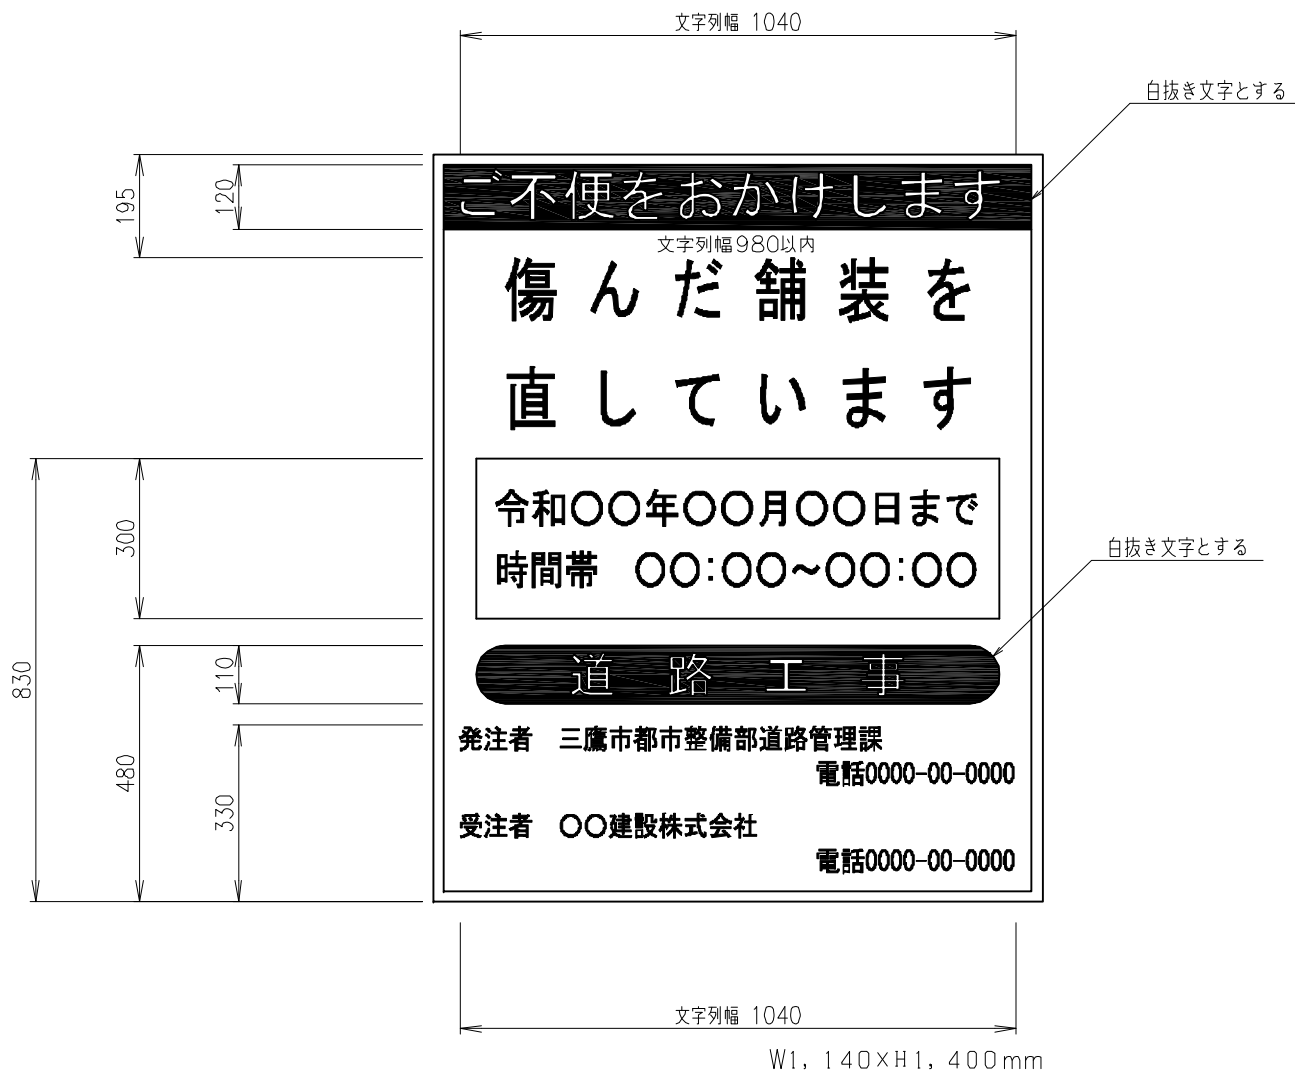 文字列幅 1040
白抜き文字とする
195
120
ご不便をおかけします
文字列幅980以内
傷んだ舗装を
直しています
令和〇〇年〇〇月〇〇日まで
時間帯 〇〇:〇〇～〇〇:〇〇
300
白抜き文字とする
830
110
道路工事
480
330
発注者 三鷹市都市整備部道路管理課
電話0000-00-0000
受注者 〇〇建設株式会社
電話0000-00-0000
文字列幅 1040
W1, 140×H1, 400mm